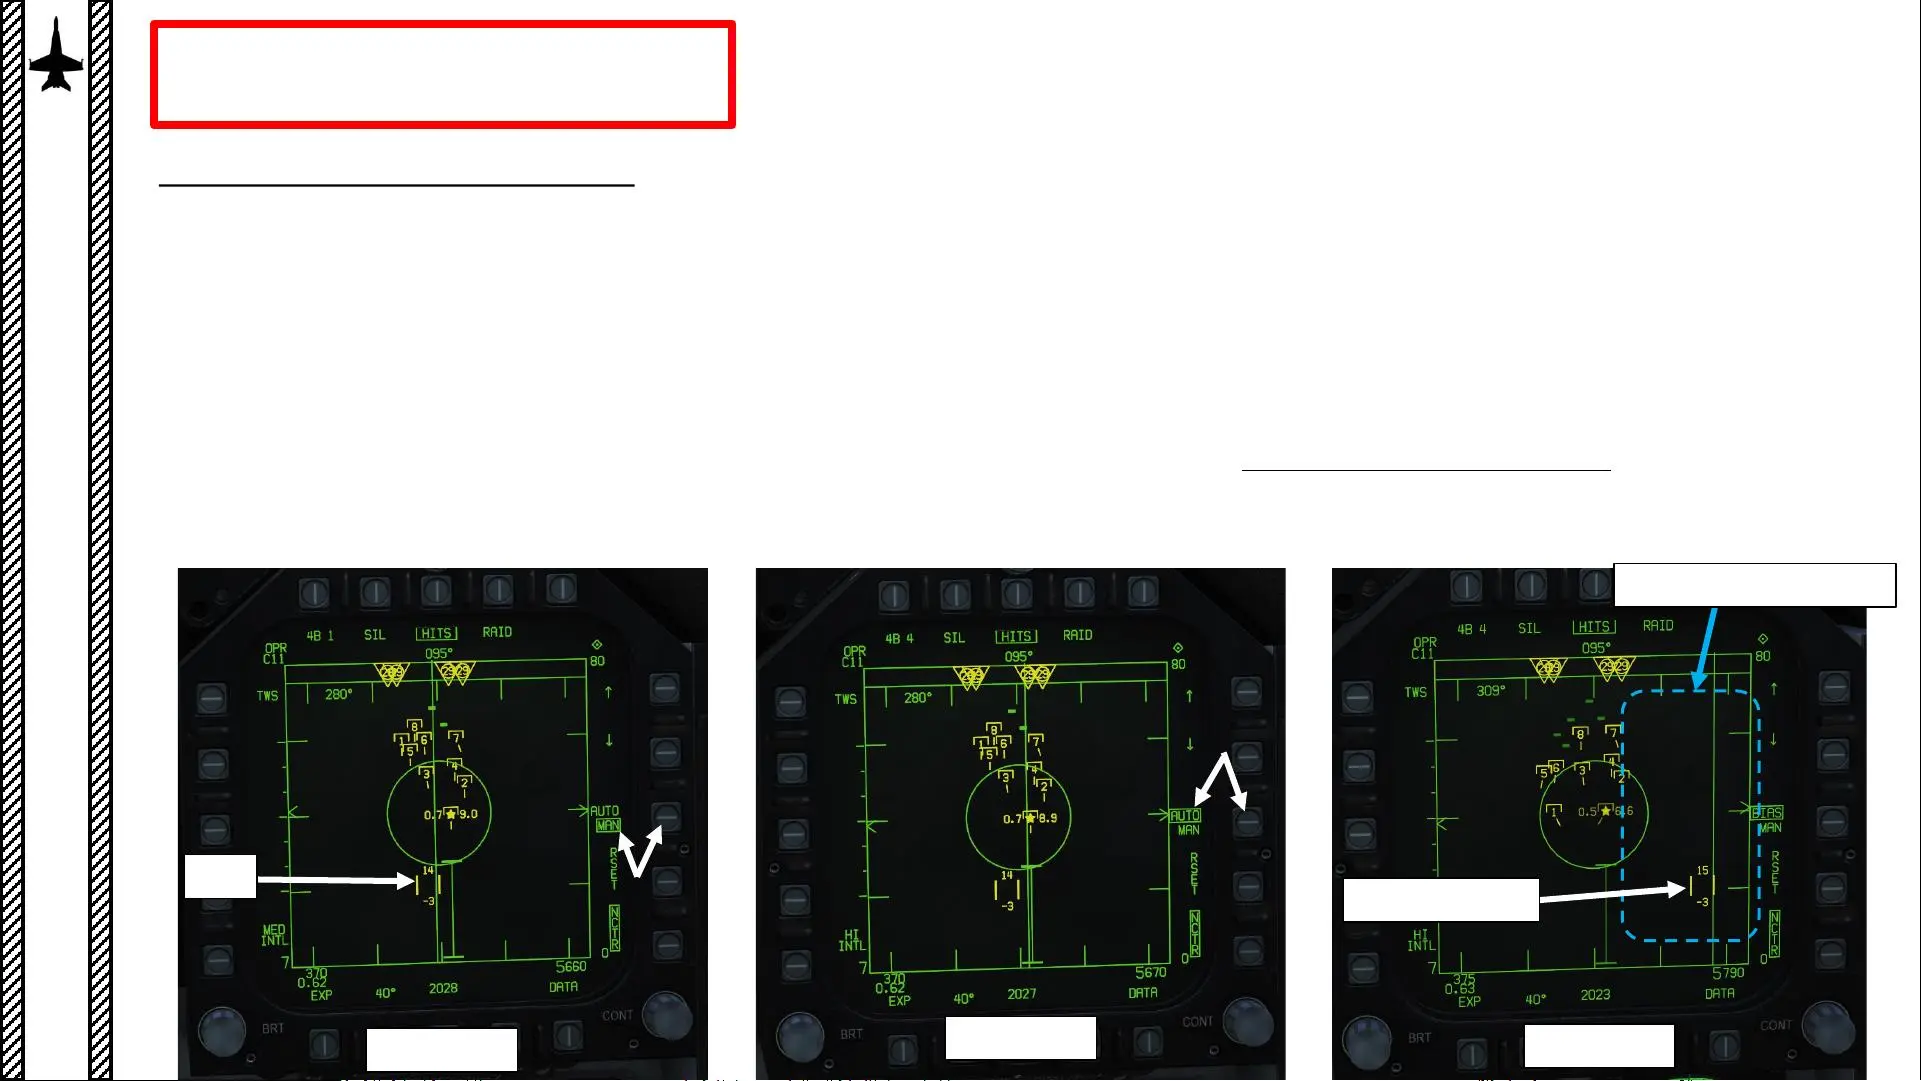 4B 1 SIL HITS RAID
OPR
C11
095°
80
TWS
280°
8
1
6
5
7
3
4
2
0.7 9.0
AUTO
MAN
14
-3
RSET
NCTR
MED
INTL
7
0
370
0.62
5660
EXP 40° 2028 DATA
BRT CONT
4B 4 SIL HITS RAID
OPR
C11
095°
80
TWS
280°
8
1
6
5
7
3
4
2
0.7 8.9
AUTO
MAN
14
-3
RSET
NCTR
HI
INTL
7
0
370
0.62
5670
EXP 40° 2027 DATA
BRT CONT
4B 4 SIL HITS RAID
OPR
C11
095°
80
TWS
309°
8
7
5
6
3
4
2
1
0.5 6.6
BIAS
MAN
15
-3
RSET
NCTR
HI
INTL
7
0
375
0.63
5790
EXP 40° 2023 DATA
BRT CONT